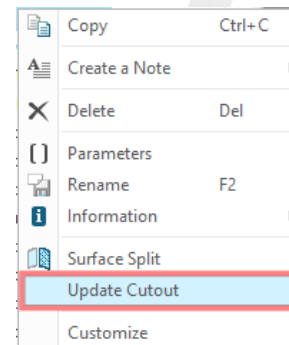 Copy Ctrl+C
Create a Note
Delete Del
Parameters
Rename F2
Information
Surface Split
Update Cutout
Customize